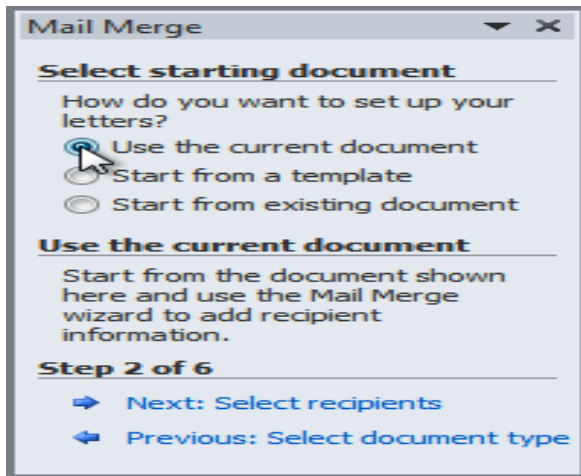 Mail Merge
Select starting document
How do you want to set up your
letters?
Use the current document
Start from a template
Start from existing document
Use the current document
Start from the document shown
here and use the Mail Merge
wizard to add recipient
information.
Step 2 of 6
Next: Select recipients
Previous: Select document type